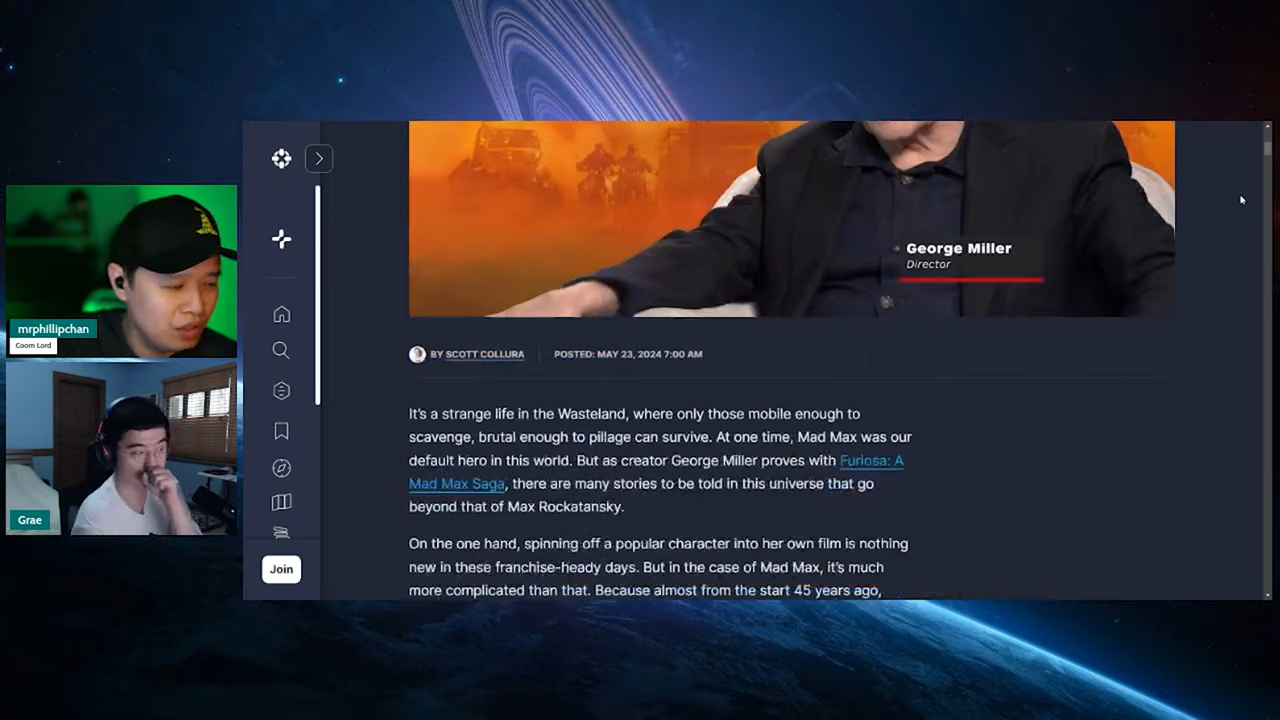 George Miller
Director
mrphillipchan
Coom Lord
BY SCOTT COLLURA
POSTED: MAY 23, 2024 7:00 AM
It's a strange life in the Wasteland, where only those mobile enough to
scavenge, brutal enough to pillage can survive. At one time, Mad Max was our
default hero in this world. But as creator George Miller proves with Furiosa: A
Mad Max Saga, there are many stories to be told in this universe that go
beyond that of Max Rockatansky.
Grae
On the one hand, spinning off a popular character into her own film is nothing
new in these franchise-heady days. But in the case of Mad Max, it's much
more complicated than that. Because almost from the start 45 years ago,
Join